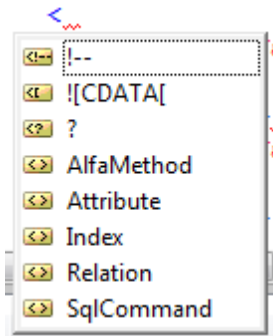 <
!--
![CDATA[
?
AlfaMethod
Attribute
Index
Relation
SqlCommand